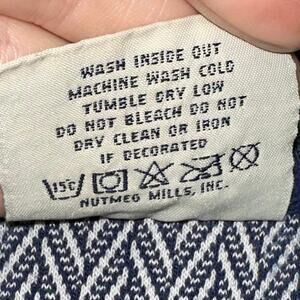 WASH INSIDE OUT
MACHINE WASH COLD
TUMBLE DRY LOW
DO NOT BLEACH DO NOT
DRY CLEAN OR IRON
IF DECORATED
15°C
NUTMEG MILLS, INC.